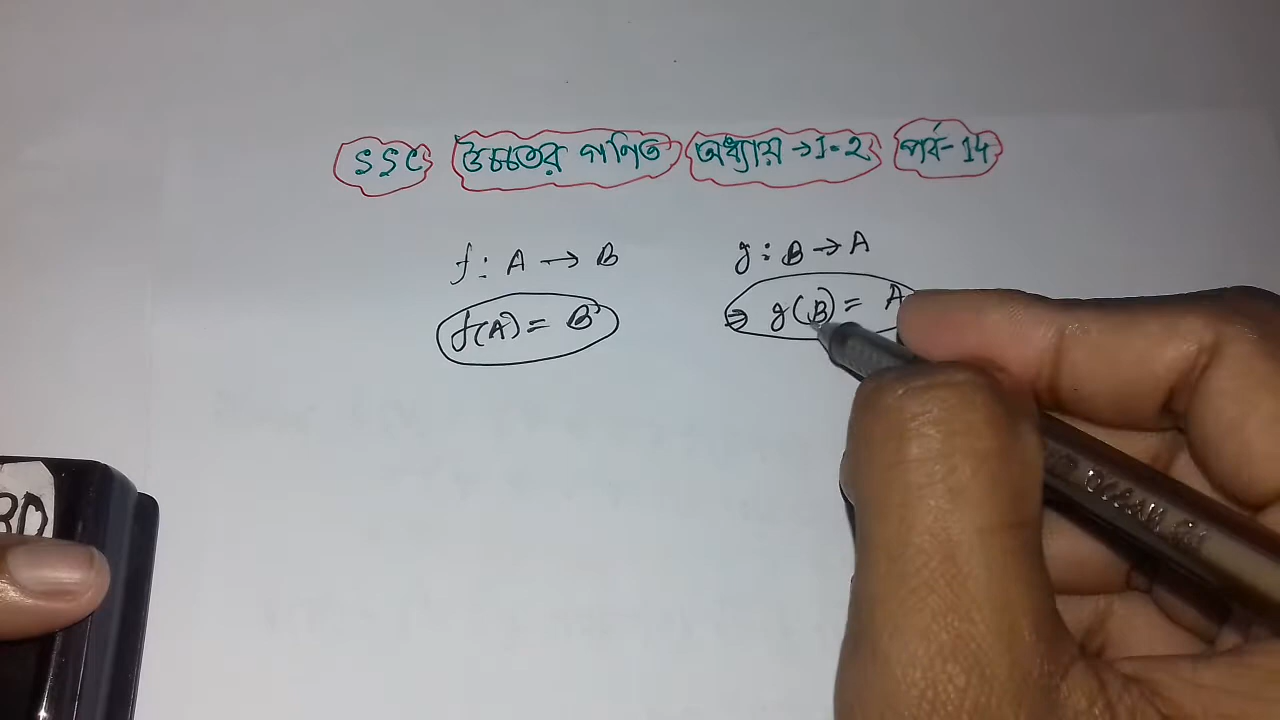 SSC উচ্চতর গণিত অধ্যায় → 1-2 পর্ব- 14
f : A → B g : B → A
f(A) = B ⇒ g(B) = A